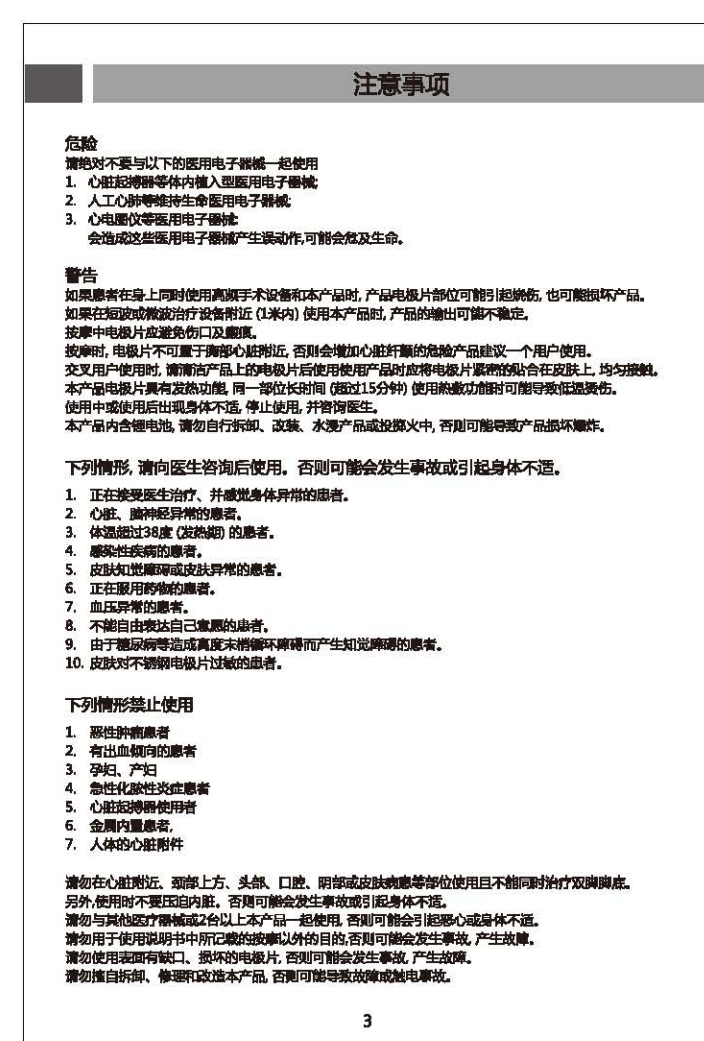 注意事项
危险
请绝对不要与以下的医用电子器械一起使用
1. 心脏起搏器等体内植入型医用电子器械;
2. 人工心肺等维持生命医用电子器械;
3. 心电图仪等医用电子器械:
会造成这些医用电子器械产生误动作,可能会危及生命。
警告
如果患者在身上同时使用高频手术设备和本产品时, 产品电极片部位可能引起烧伤, 也可能损坏产品。
如果在短波或微波治疗设备附近 (1米内) 使用本产品时, 产品的输出可能不稳定。
按摩中电极片应避免伤口及瘢痕。
按摩时, 电极片不可置于胸部心脏附近, 否则会增加心脏纤颤的危险产品建议一个用户使用。
交叉用户使用时, 请清洁产品上的电极片后使用使用产品时应将电极片紧密的贴合在皮肤上, 均匀接触。
本产品电极片具有发热功能, 同一部位长时间 (超过15分钟) 使用热敷功能时可能导致低温烫伤。
使用中或使用后出现身体不适, 停止使用, 并咨询医生。
本产品内含锂电池, 请勿自行拆卸、改装、水浸产品或投掷火中, 否则可能导致产品损坏爆炸。
下列情形, 请向医生咨询后使用。否则可能会发生事故或引起身体不适。
1. 正在接受医生治疗、并感觉身体异常的患者。
2. 心脏、脑神经异常的患者。
3. 体温超过38度 (发热期) 的患者。
4. 感染性疾病的患者。
5. 皮肤知觉障碍或皮肤异常的患者。
6. 正在服用药物的患者。
7. 血压异常的患者。
8. 不能自由表达自己意愿的患者。
9. 由于糖尿病等造成高度末梢循环障碍而产生知觉障碍的患者。
10. 皮肤对不锈钢电极片过敏的患者。
下列情形禁止使用
1. 恶性肿瘤患者
2. 有出血倾向的患者
3. 孕妇、产妇
4. 急性化脓性炎症患者
5. 心脏起搏器使用者
6. 金属内置患者,
7. 人体的心脏附件
请勿在心脏附近、颈部上方、头部、口腔、阴部或皮肤病患等部位使用且不能同时治疗双脚脚底。
另外,使用时不要压迫内脏。否则可能会发生事故或引起身体不适。
请勿与其他医疗器械或2台以上本产品一起使用, 否则可能会引起恶心或身体不适。
请勿用于使用说明书中所记载的按摩以外的目的,否则可能会发生事故, 产生故障。
请勿使用表面有缺口、损坏的电极片, 否则可能会发生事故, 产生故障。
请勿擅自拆卸、修理和改造本产品, 否则可能导致故障或触电事故。
3